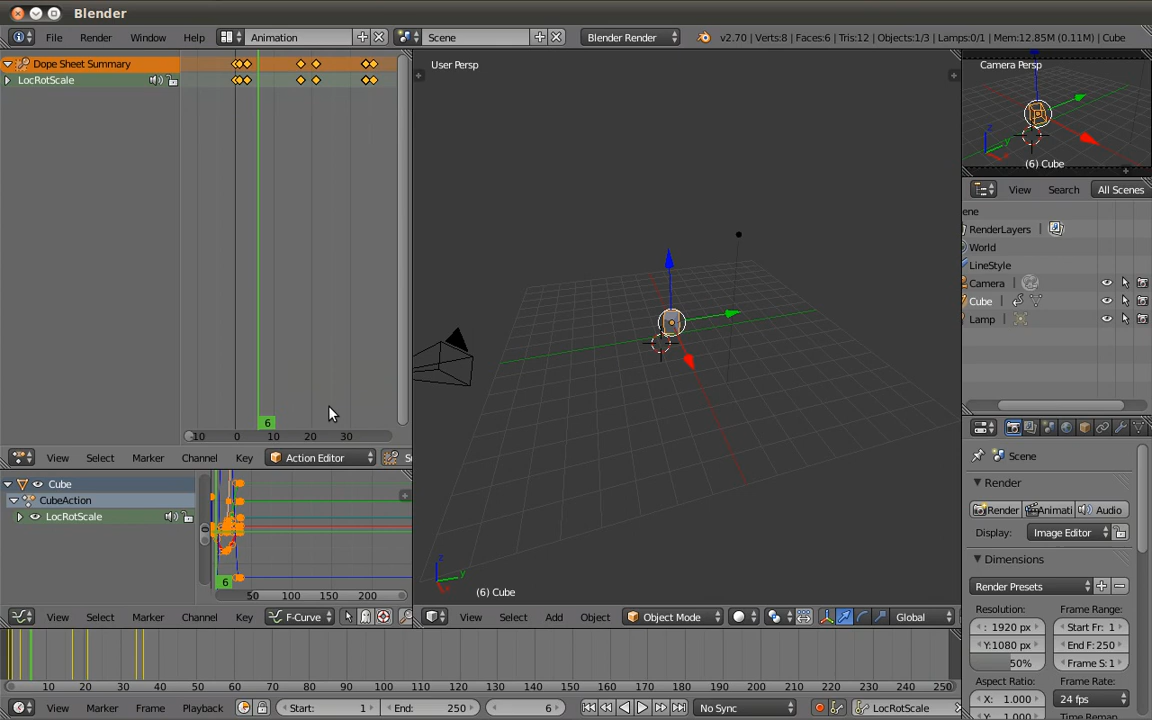 Blender
File Render Window Help Animation Scene Blender Render v2.70 | Verts:8 | Faces:6 | Tris:12 | Objects:1/3 | Lamps:0/1 | Mem:12.85M (0.11M) | Cube
Dope Sheet Summary
LocRotScale
6
-10 0 10 20 30
View Select Marker Channel Key Action Editor
Cube
CubeAction
LocRotScale
6
50 100 150 200
View Select Marker Channel Key F-Curve
User Persp
(6) Cube
View Select Add Object Object Mode Global
Camera Persp
(6) Cube
View Search All Scenes
ene
RenderLayers
World
LineStyle
Camera
Cube
Lamp
Scene
Render
Render Animati Audio
Display: Image Editor
Dimensions
Render Presets
Resolution: Frame Range:
: 1920 px Start Fr: 1
Y:1080 px End F: 250
50% Frame S: 1
Aspect Ratio: Frame Rate:
X: 1.000 24 fps
Y: 1.000 Time Remap
10 20 30 40 50 60 70 80 90 100 110 120 130 140 150 160 170 180 190 200 210 220 230 240 250
View Marker Frame Playback Start: 1 End: 250 6 No Sync LocRotScale